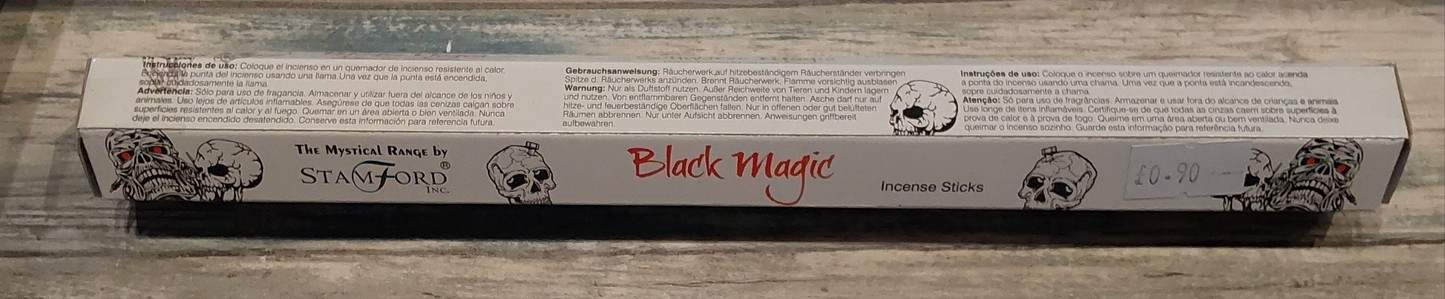 Instrucciones de uso: Coloque el incienso en un quemador de incienso resistente al calor.
Encienda la punta del incienso usando una llama. Una vez que la punta está encendida,
sople cuidadosamente la llama.
Advertencia: Sólo para uso de fragancia. Almacenar y utilizar fuera del alcance de los niños y
animales. Uso lejos de artículos inflamables. Asegúrese de que todas las cenizas caigan sobre
superficies resistentes al calor y al fuego. Quemar en un área abierta o bien ventilada. Nunca
deje el incienso encendido desatendido. Conserve esta información para referencia futura.
Gebrauchsanweisung: Räucherwerk auf hitzebeständigem Räucherständer verbringen
Spitze d. Räucherwerks anzünden. Brennt Räucherwerk, Flamme vorsichtig ausblasen
Warnung: Nur als Duftstoff nutzen. Außer Reichweite von Tieren und Kindern lagern
und nutzen. Von entflammbaren Gegenständen entfernt halten. Asche darf nur auf
hitze- und feuerbeständige Oberflächen fallen. Nur in offenen oder gut belüfteten
Räumen abbrennen. Nur unter Aufsicht abbrennen. Anweisungen griffbereit
aufbewahren.
Instruções de uso: Coloque o incenso sobre um queimador resistente ao calor acenda
a ponta do incenso usando uma chama. Uma vez que a ponta está incandescendo,
sopre cuidadosamente a chama.
Atenção: Só para uso de fragrâncias. Armazenar e usar fora do alcance de crianças e animais
Use longe de itens inflamáveis. Certifique-se de que todas as cinzas caem sobre superfícies à
prova de calor e à prova de fogo. Queime em uma área aberta ou bem ventilada. Nunca deixe
queimar o incenso sozinho. Guarde esta informação para referência futura.
The Mystical Range by
STAMFORD®
INC.
Black Magic
Incense Sticks
£0.90